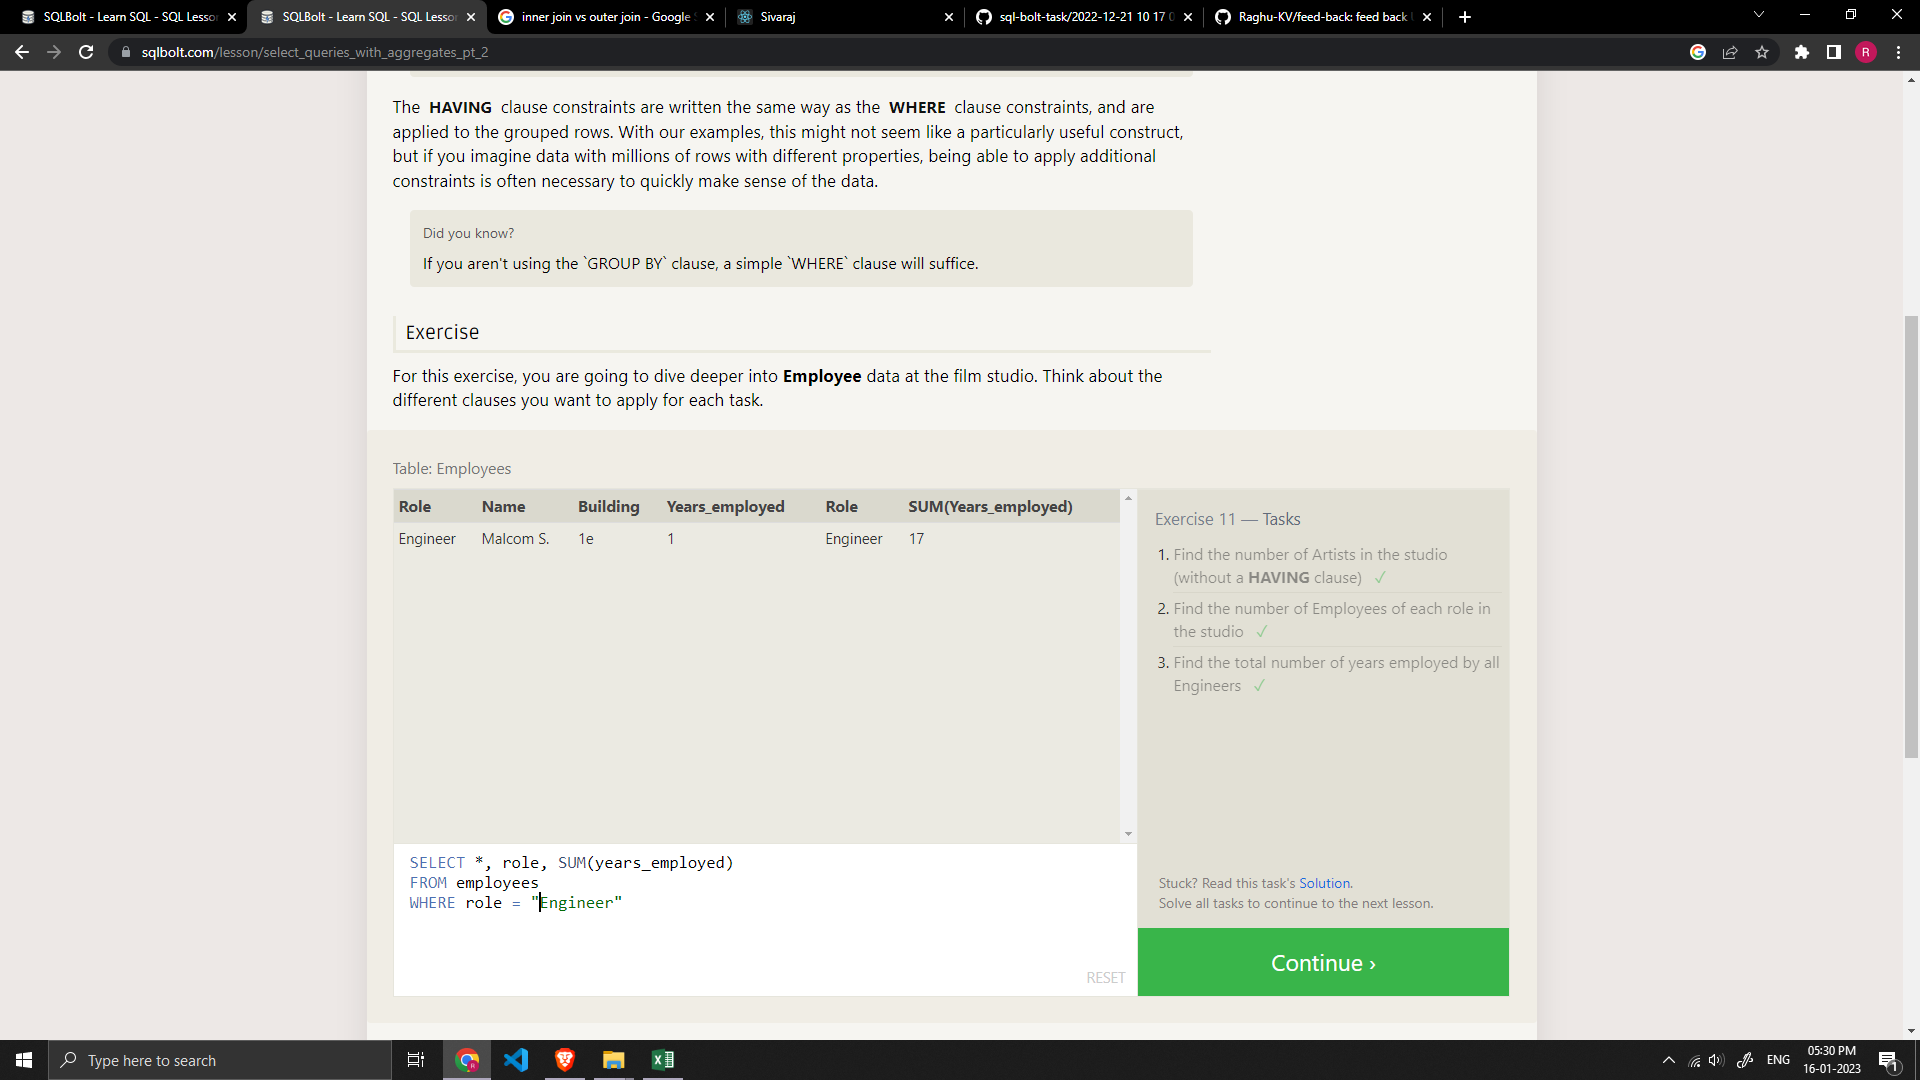 SQLBolt - Learn SQL - SQL Lesson
SQLBolt - Learn SQL - SQL Lesson
inner join vs outer join - Google
Sivaraj
sql-bolt-task/2022-12-21 10 17
Raghu-KV/feed-back: feed back
sqlbolt.com/lesson/select_queries_with_aggregates_pt_2
R
The HAVING clause constraints are written the same way as the WHERE clause constraints, and are
applied to the grouped rows. With our examples, this might not seem like a particularly useful construct,
but if you imagine data with millions of rows with different properties, being able to apply additional
constraints is often necessary to quickly make sense of the data.
Did you know?
If you aren't using the `GROUP BY` clause, a simple `WHERE` clause will suffice.
Exercise
For this exercise, you are going to dive deeper into Employee data at the film studio. Think about the
different clauses you want to apply for each task.
Table: Employees
Role Name Building Years_employed Role SUM(Years_employed)
Engineer Malcom S. 1e 1 Engineer 17
Exercise 11 — Tasks
1. Find the number of Artists in the studio
(without a HAVING clause) ✓
2. Find the number of Employees of each role in
the studio ✓
3. Find the total number of years employed by all
Engineers ✓
SELECT *, role, SUM(years_employed)
FROM employees
WHERE role = "Engineer"
RESET
Stuck? Read this task's Solution.
Solve all tasks to continue to the next lesson.
Continue ›
Type here to search
ENG
05:30 PM
16-01-2023
1